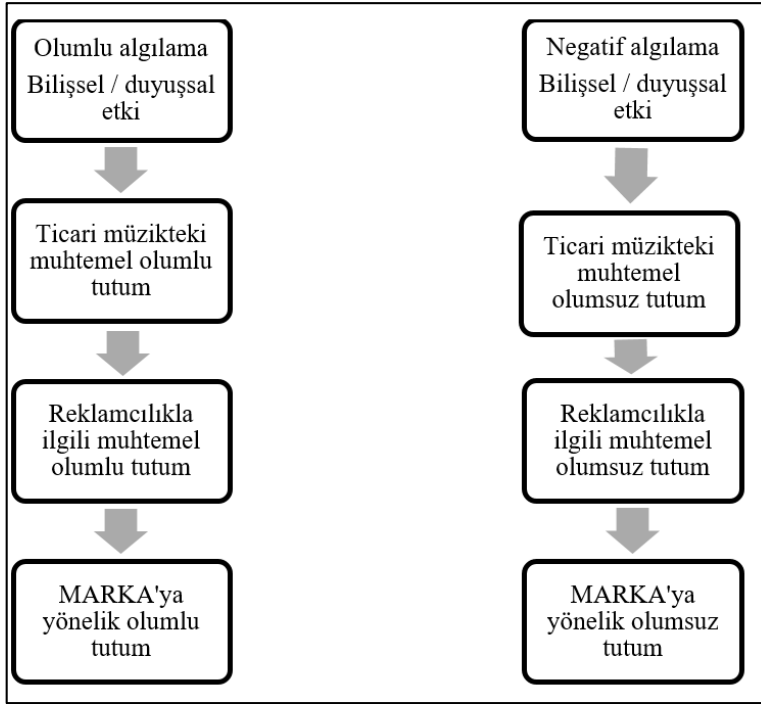 Olumlu algılama
Bilişsel / duyuşsal
etki
Ticari müzikteki
muhtemel olumlu
tutum
Reklamcılıkla
ilgili muhtemel
olumlu tutum
MARKA'ya
yönelik olumlu
tutum
Negatif algılama
Bilişsel / duyuşsal
etki
Ticari müzikteki
muhtemel
olumsuz tutum
Reklamcılıkla
ilgili muhtemel
olumsuz tutum
MARKA'ya
yönelik olumsuz
tutum